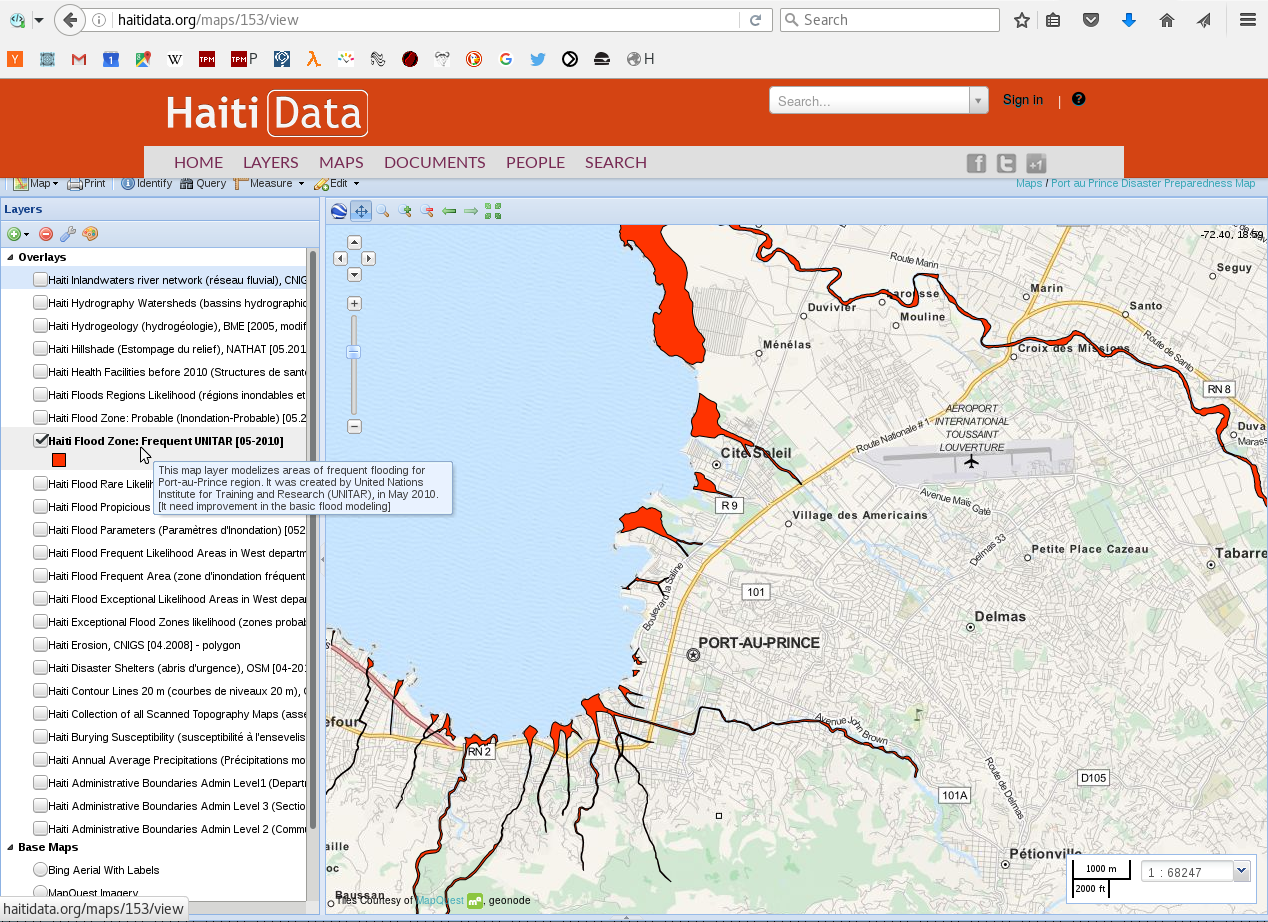 haitidata.org/maps/153/view
Search
TPM
TPM P
H
Haiti Data
Search...
Sign in |
HOME LAYERS MAPS DOCUMENTS PEOPLE SEARCH
Map Print Identify Query Measure Edit
Maps / Port au Prince Disaster Preparedness Map
Layers
Overlays
Haiti Inlandwaters river network (réseau fluvial), CNIG
Haiti Hydrography Watersheds (bassins hydrographic
Haiti Hydrogeology (hydrogéologie), BME [2005, modif
Haiti Hillshade (Estompage du relief), NATHAT [05.201
Haiti Health Facilities before 2010 (Structures de sant
Haiti Floods Regions Likelihood (régions inondables et
Haiti Flood Zone: Probable (Inondation-Probable) [05.2
Haiti Flood Zone: Frequent UNITAR [05-2010]
This map layer modelizes areas of frequent flooding for
Port-au-Prince region. It was created by United Nations
Institute for Training and Research (UNITAR), in May 2010.
[It need improvement in the basic flood modeling]
Haiti Flood Rare Likelih
Haiti Flood Propicious
Haiti Flood Parameters (Paramètres d'Inondation) [052
Haiti Flood Frequent Likelihood Areas in West departm
Haiti Flood Frequent Area (zone d'inondation fréquent
Haiti Flood Exceptional Likelihood Areas in West depar
Haiti Exceptional Flood Zones likelihood (zones probab
Haiti Erosion, CNIGS [04.2008] - polygon
Haiti Disaster Shelters (abris d'urgence), OSM [04-201
Haiti Contour Lines 20 m (courbes de niveaux 20 m), C
Haiti Collection of all Scanned Topography Maps (asse
Haiti Burying Susceptibility (susceptibilité à l'ensevelis
Haiti Annual Average Precipitations (Précipitations mo
Haiti Administrative Boundaries Admin Level1 (Depart
Haiti Administrative Boundaries Admin Level 3 (Sectio
Haiti Administrative Boundaries Admin Level 2 (Commu
Base Maps
Bing Aerial With Labels
MapQuest Imagery
haitidata.org/maps/153/view
-72.40, 18.59
Route Mann
Seguy
Marin
Duvivier
Larousse
Santo
Mouline
Ménélas
Croix des Missions
Route de Santo
RN 8
AÉROPORT
INTERNATIONAL
TOUSSAINT
LOUVERTURE
Route Nationale # 1
Duva
Marass
Cité Soleil
R 9
Avenue Maïs Gaté
Village des Americains
Delmas 33
Petite Place Cazeau
Tabarre
Boulevard la Saline
101
Delmas
PORT-AU-PRINCE
efour
RN 2
Avenue John Brown
Route de Delmas
D105
101A
aille
oc
Pétionville
Baussan
Tiles Courtesy of MapQuest mq, geonode
1000 m
2000 ft
1 : 68247